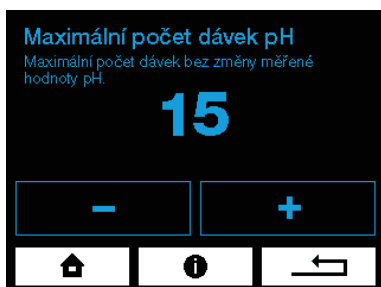 Maximální počet dávek pH
Maximální počet dávek bez změny měřené
hodnoty pH.
15
- +